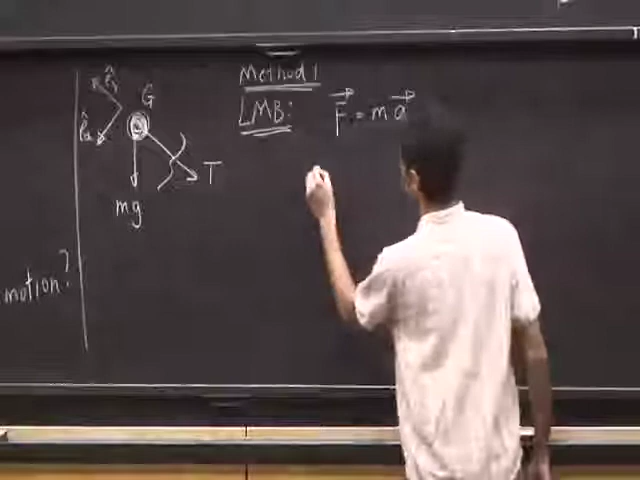 Method 1
LMB: F = ma
G
T
mg
motion?